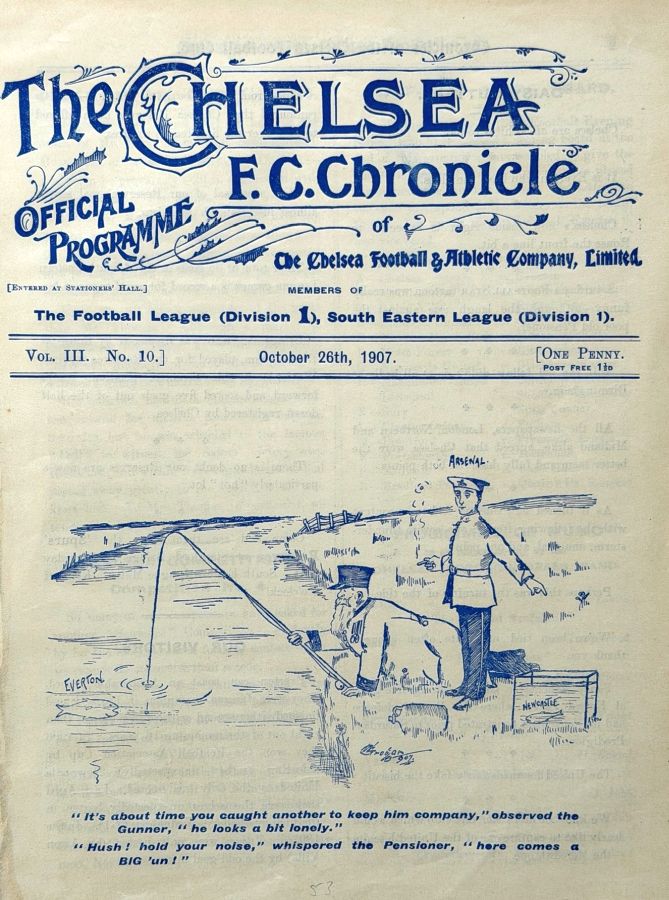 The CHELSEA
F.C. Chronicle
OFFICIAL
PROGRAMME
of
The Chelsea Football & Athletic Company, Limited.
[ENTERED AT STATIONERS' HALL.]
MEMBERS OF
The Football League (Division 1), South Eastern League (Division 1).
VOL. III. No. 10.]
October 26th, 1907.
[ONE PENNY.
POST FREE 1½D
ARSENAL.
EVERTON.
NEWCASTLE
"It's about time you caught another to keep him company," observed the
Gunner, "he looks a bit lonely."
"Hush! hold your noise," whispered the Pensioner, "here comes a
BIG 'un!"
53